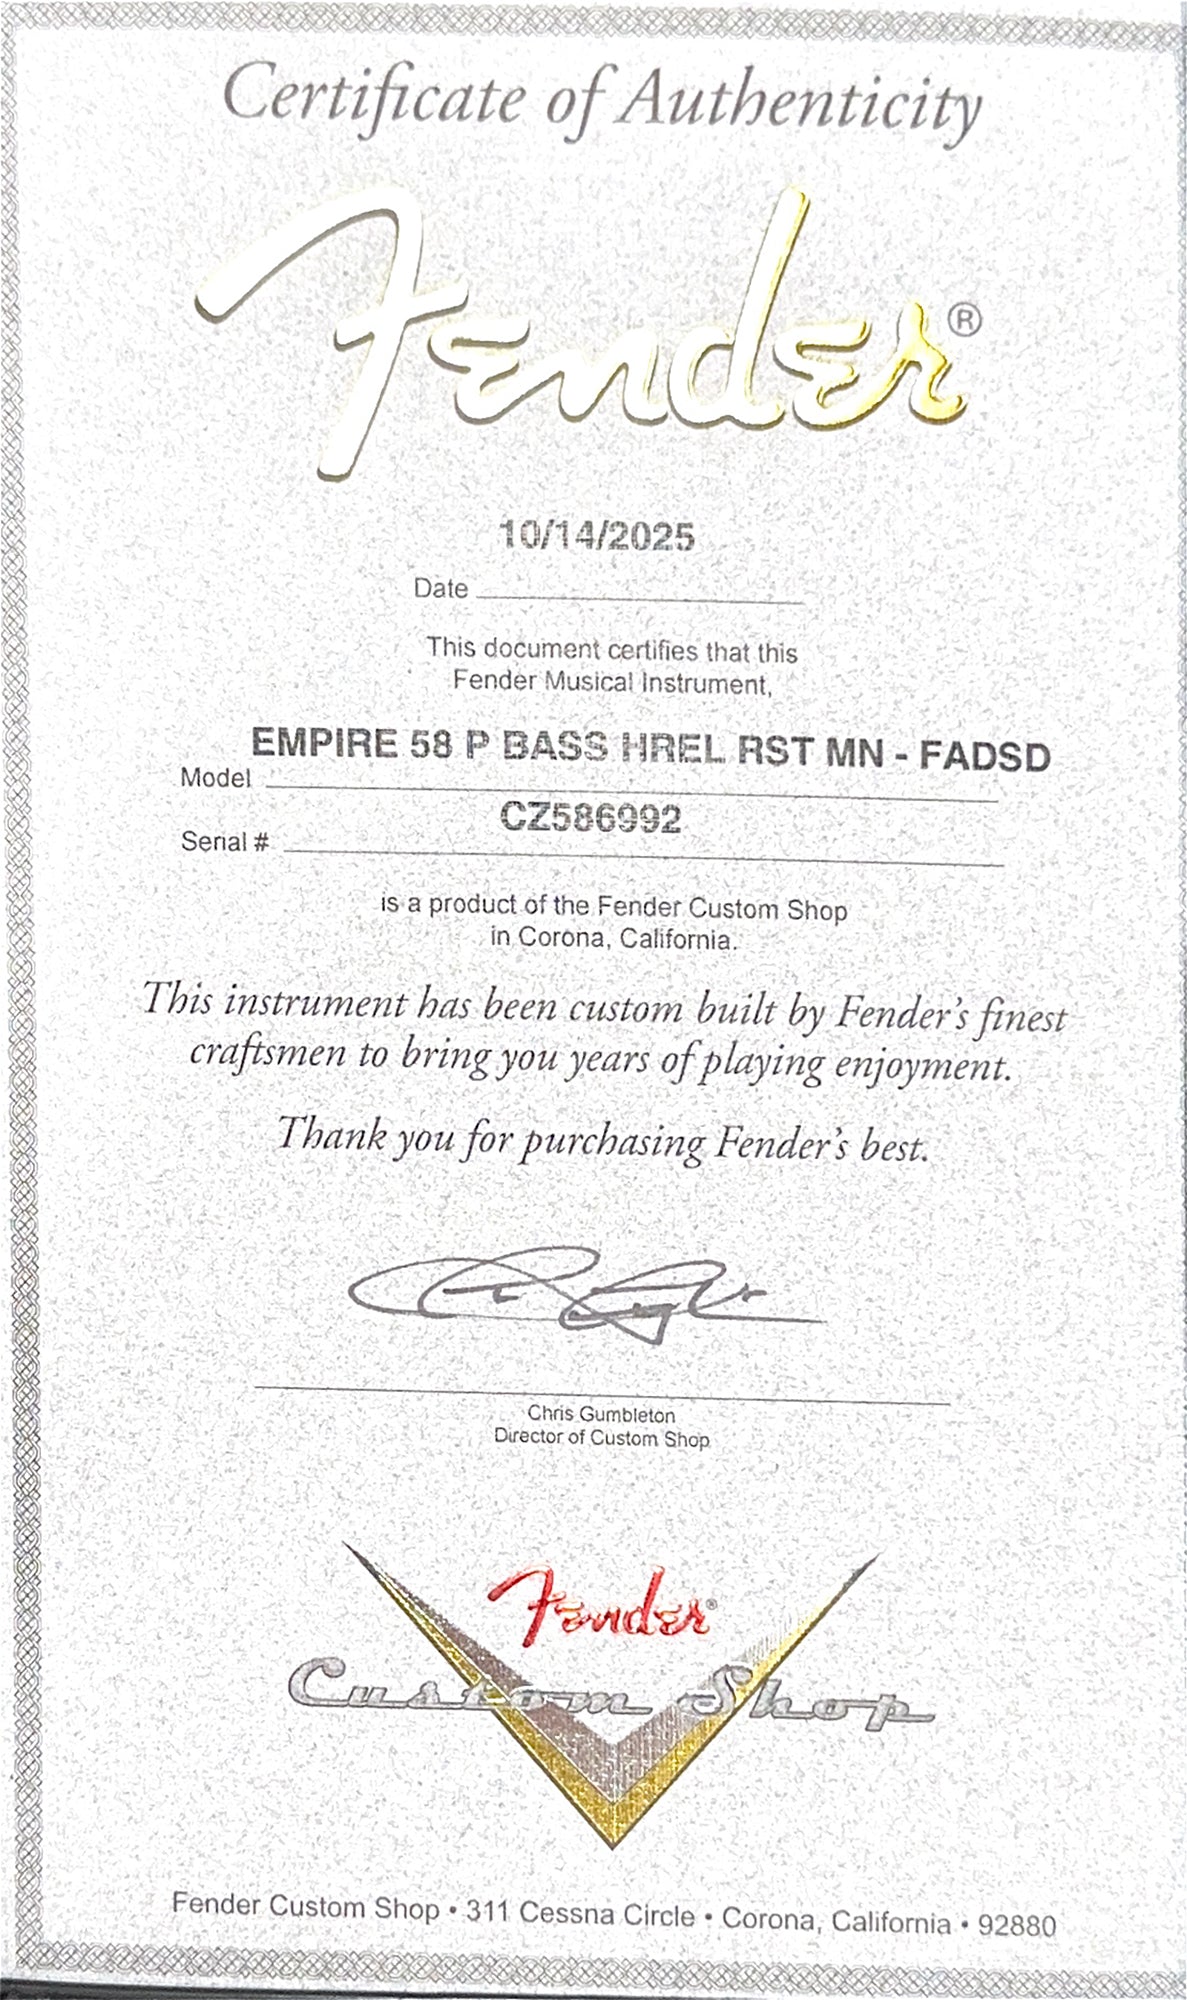 Certificate of Authenticity
Fender®
10/14/2025
Date
This document certifies that this
Fender Musical Instrument,
EMPIRE 58 P BASS HREL RST MN - FADSD
Model
CZ586992
Serial #
is a product of the Fender Custom Shop
in Corona, California.
This instrument has been custom built by Fender's finest
craftsmen to bring you years of playing enjoyment.
Thank you for purchasing Fender's best.
Chris Gumbleton
Director of Custom Shop
Fender®
Custom Shop
Fender Custom Shop • 311 Cessna Circle • Corona, California • 92880